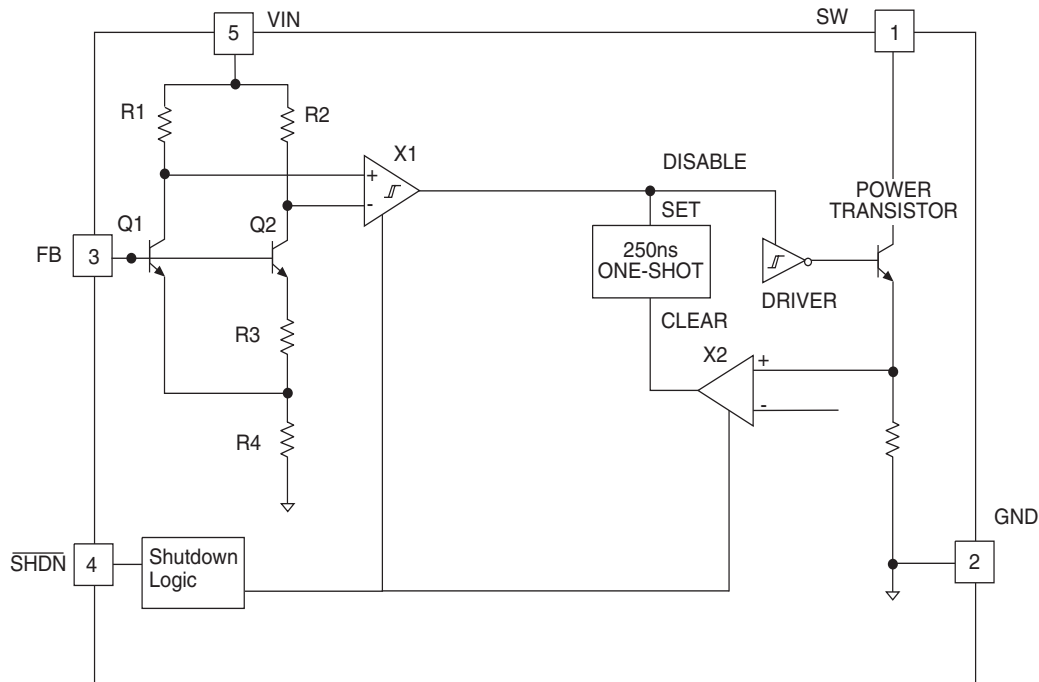 VIN
SW
5
1
R1
R2
X1
+
-
DISABLE
SET
POWER
TRANSISTOR
Q1
Q2
FB
3
250ns
ONE-SHOT
DRIVER
CLEAR
R3
X2
+
-
R4
GND
SHDN
4
Shutdown
Logic
2